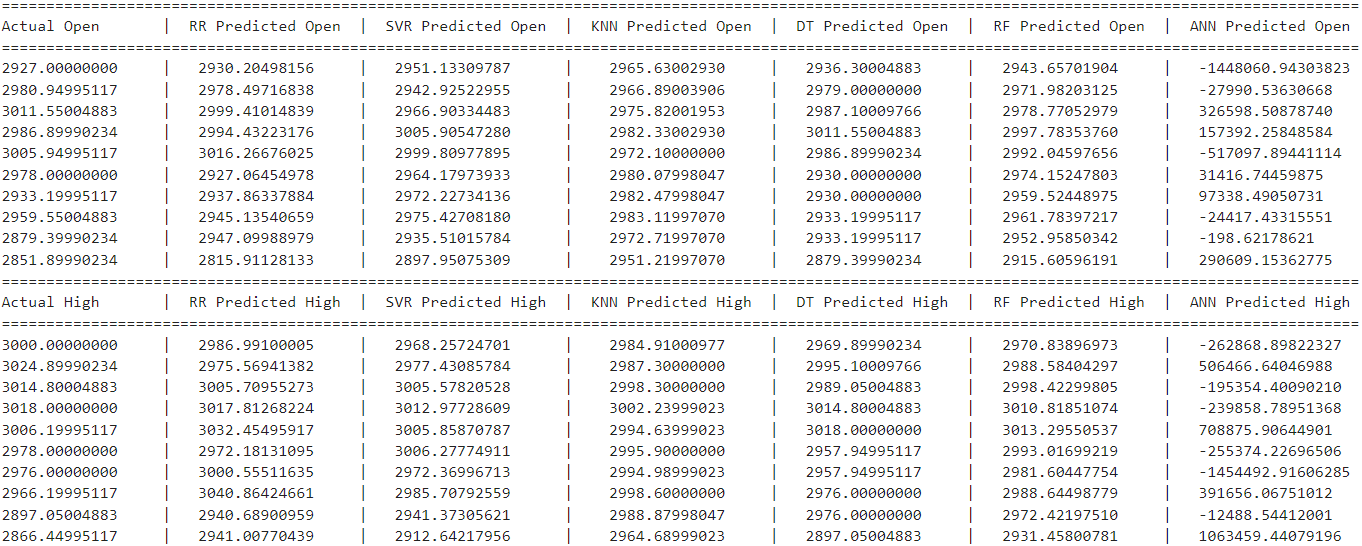 Actual Open | RR Predicted Open | SVR Predicted Open | KNN Predicted Open | DT Predicted Open | RF Predicted Open | ANN Predicted Open
2927.00000000 | 2930.20498156 | 2951.13309787 | 2965.63002930 | 2936.30004883 | 2943.65701904 | -1448060.94303823
2980.94995117 | 2978.49716838 | 2942.92522955 | 2966.89003906 | 2979.00000000 | 2971.98203125 | -27990.53630668
3011.55004883 | 2999.41014839 | 2966.90334483 | 2975.82001953 | 2987.10009766 | 2978.77052979 | 326598.50878740
2986.89990234 | 2994.43223176 | 3005.90547280 | 2982.33002930 | 3011.55004883 | 2997.78353760 | 157392.25848584
3005.94995117 | 3016.26676025 | 2999.80977895 | 2972.10000000 | 2986.89990234 | 2992.04597656 | -517097.89441114
2978.00000000 | 2927.06454978 | 2964.17973933 | 2980.07998047 | 2930.00000000 | 2974.15247803 | 31416.74459875
2933.19995117 | 2937.86337884 | 2972.22734136 | 2982.47998047 | 2930.00000000 | 2959.52448975 | 97338.49050731
2959.55004883 | 2945.13540659 | 2975.42708180 | 2983.11997070 | 2933.19995117 | 2961.78397217 | -24417.43315551
2879.39990234 | 2947.09988979 | 2935.51015784 | 2972.71997070 | 2933.19995117 | 2952.95850342 | -198.62178621
2851.89990234 | 2815.91128133 | 2897.95075309 | 2951.21997070 | 2879.39990234 | 2915.60596191 | 290609.15362775
Actual High | RR Predicted High | SVR Predicted High | KNN Predicted High | DT Predicted High | RF Predicted High | ANN Predicted High
3000.00000000 | 2986.99100005 | 2968.25724701 | 2984.91000977 | 2969.89990234 | 2970.83896973 | -262868.89822327
3024.89990234 | 2975.56941382 | 2977.43085784 | 2987.30000000 | 2995.10009766 | 2988.58404297 | 506466.64046988
3014.80004883 | 3005.70955273 | 3005.57820528 | 2998.30000000 | 2989.05004883 | 2998.42299805 | -195354.40090210
3018.00000000 | 3017.81268224 | 3012.97728609 | 3002.23999023 | 3014.80004883 | 3010.81851074 | -239858.78951368
3006.19995117 | 3032.45495917 | 3005.85870787 | 2994.63999023 | 3018.00000000 | 3013.29550537 | 708875.90644901
2978.00000000 | 2972.18131095 | 3006.27774911 | 2995.90000000 | 2957.94995117 | 2993.01699219 | -255374.22696506
2976.00000000 | 3000.55511635 | 2972.36996713 | 2994.98999023 | 2957.94995117 | 2981.60447754 | -1454492.91606285
2966.19995117 | 3040.86424661 | 2985.70792559 | 2998.60000000 | 2976.00000000 | 2988.64498779 | 391656.06751012
2897.05004883 | 2940.68900959 | 2941.37305621 | 2988.87998047 | 2976.00000000 | 2972.42197510 | -12488.54412001
2866.44995117 | 2941.00770439 | 2912.64217956 | 2964.68999023 | 2897.05004883 | 2931.45800781 | 1063459.44079196